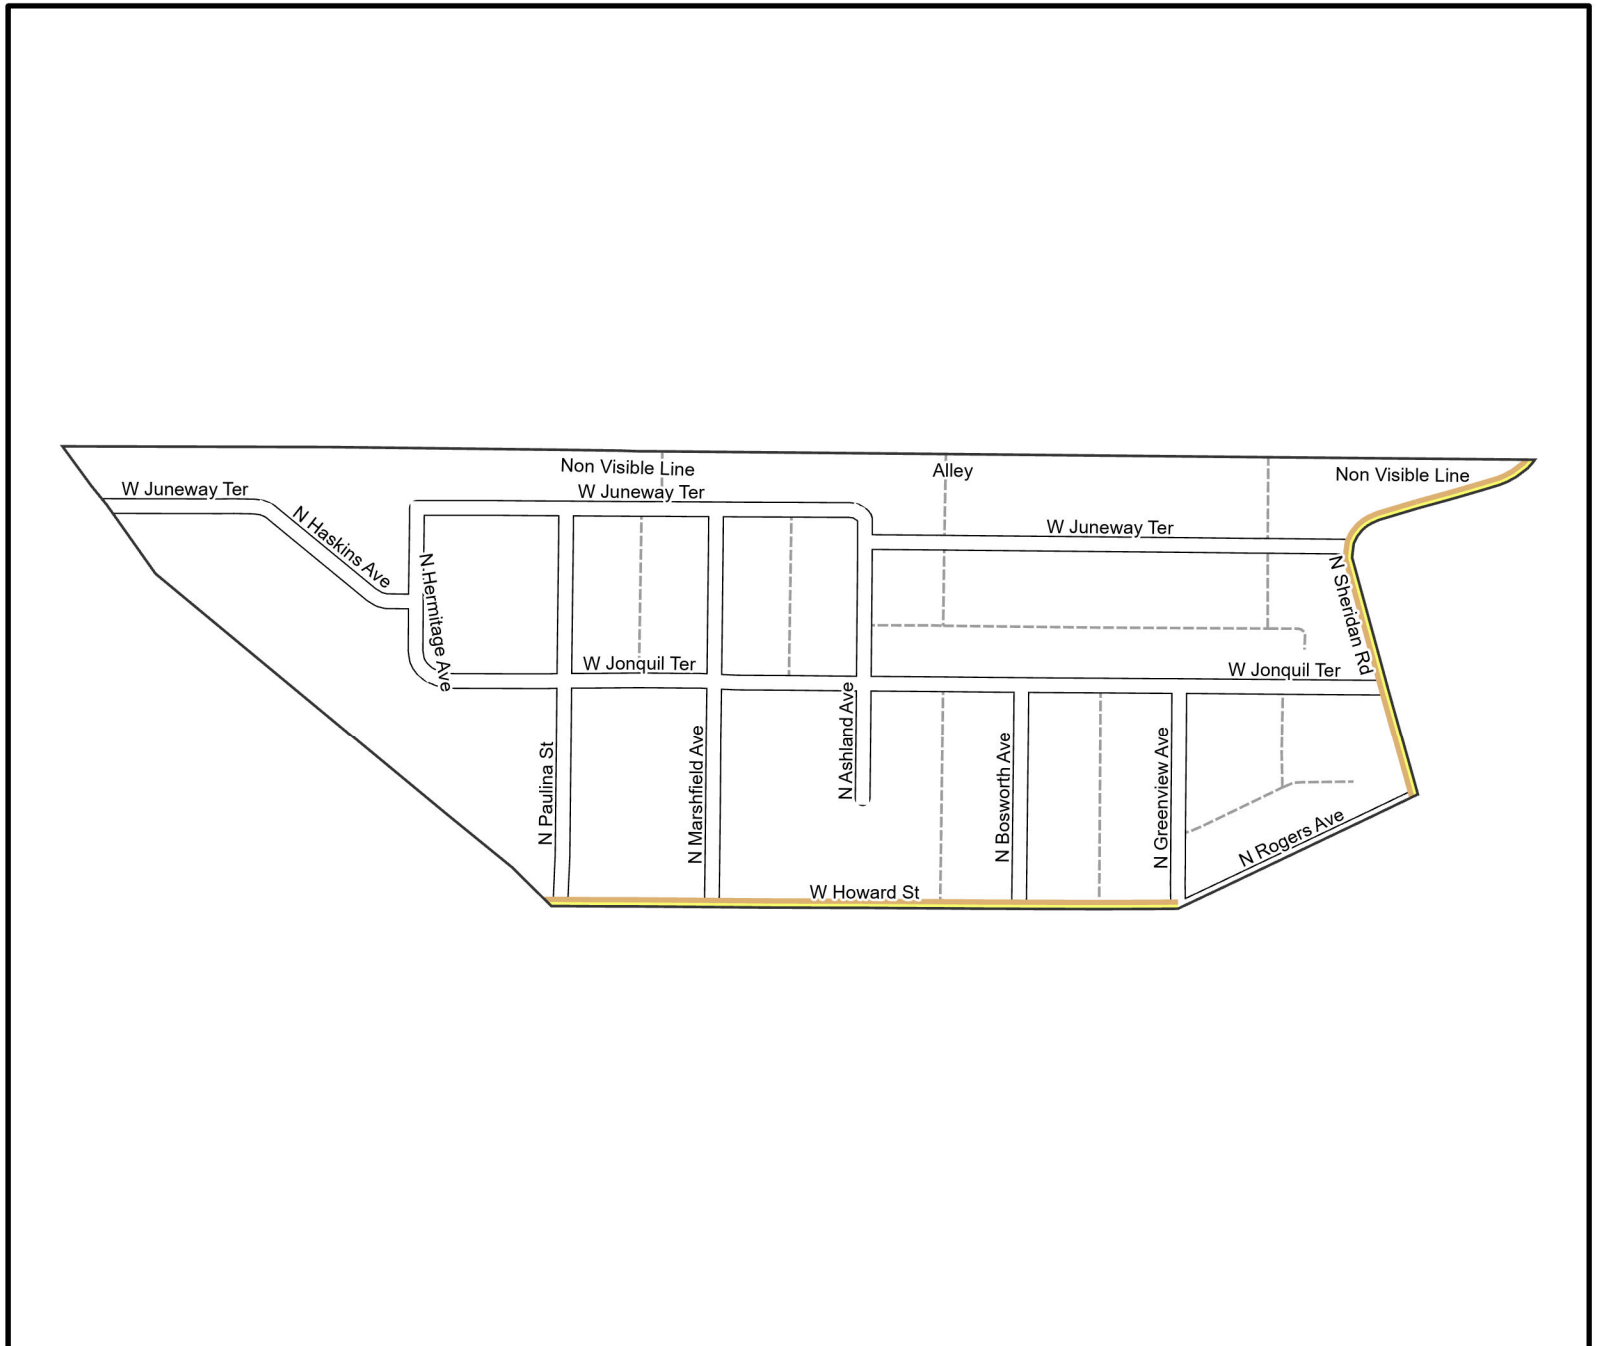 Non Visible Line
Alley
Non Visible Line
W Juneway Ter
W Juneway Ter
W Juneway Ter
N Haskins Ave
N Hermitage Ave
N Sheridan Rd
W Jonquil Ter
W Jonquil Ter
N Paulina St
N Marshfield Ave
N Ashland Ave
N Bosworth Ave
N Greenview Ave
N Rogers Ave
W Howard St